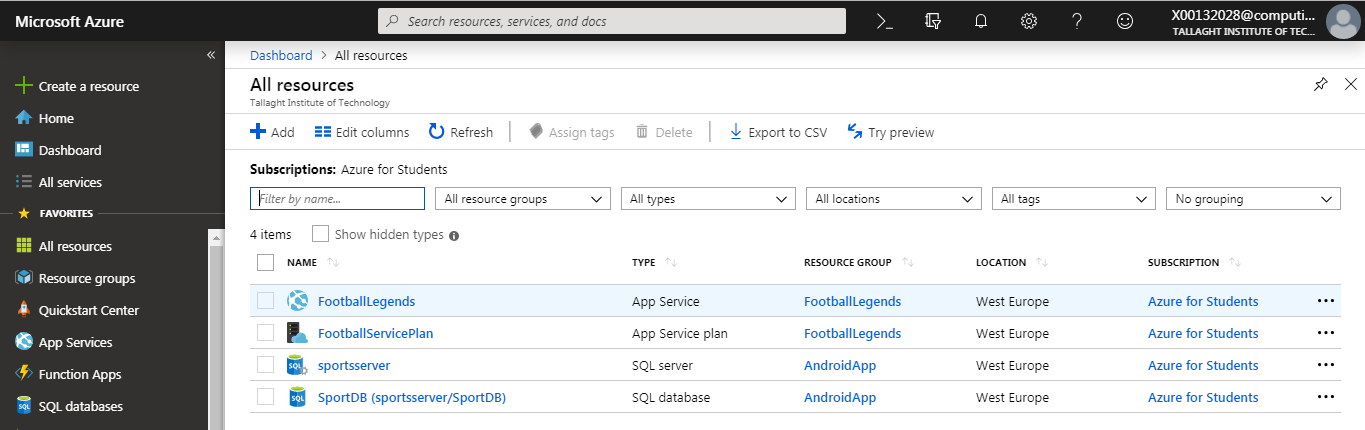 Microsoft Azure
Search resources, services, and docs
X00132028@computi...
TALLAGHT INSTITUTE OF TEC...
Create a resource
Home
Dashboard
All services
FAVORITES
All resources
Resource groups
Quickstart Center
App Services
Function Apps
SQL databases
Dashboard > All resources
All resources
Tallaght Institute of Technology
Add Edit columns Refresh Assign tags Delete Export to CSV Try preview
Subscriptions: Azure for Students
Filter by name... All resource groups All types All locations All tags No grouping
4 items Show hidden types
NAME TYPE RESOURCE GROUP LOCATION SUBSCRIPTION
FootballLegends App Service FootballLegends West Europe Azure for Students
FootballServicePlan App Service plan FootballLegends West Europe Azure for Students
sportsserver SQL server AndroidApp West Europe Azure for Students
SportDB (sportsserver/SportDB) SQL database AndroidApp West Europe Azure for Students